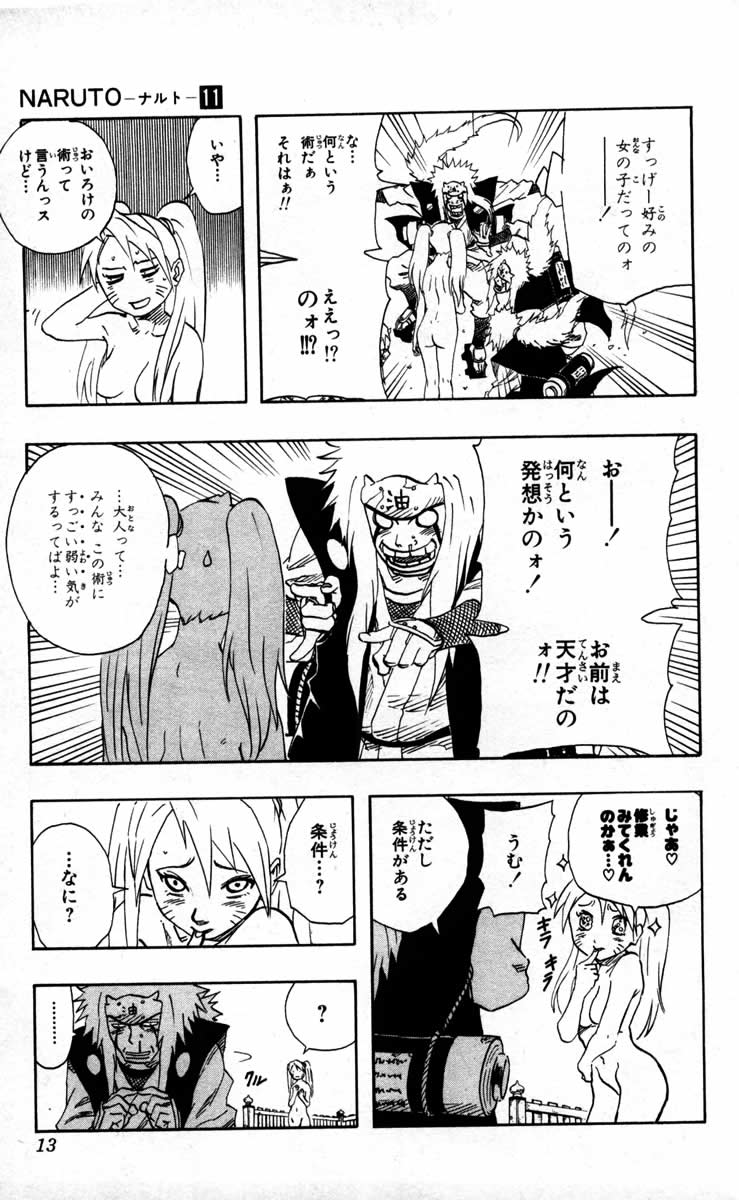 NARUTO―ナルト―11
すっげー好みの
女の子だってのォ
ー!
な…
何という
術だぁ
それはぁ!!
ええっ!?
のォ!!!?
いや…
おいろけの
術って
言うんっス
けど…
おー!
何という
発想かのォ!
お前は
天才だの
ォ!!
…大人って…
みんな この術に
すっごい弱い気が
するってばよ…
じゃあ♡
修業
みてくれん
のかぁ…♡
キラ キラ
うむ!
ただし
条件がある
条件…?
…なに?
?
クル
………
13